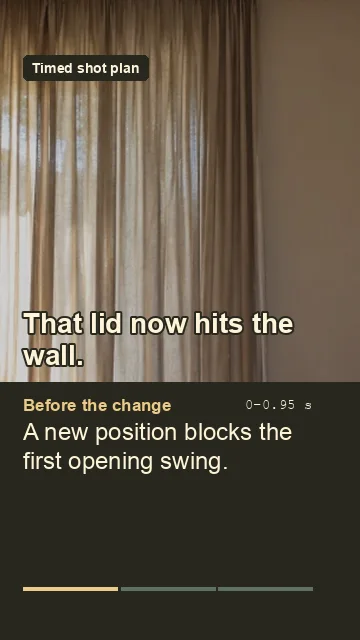 Timed shot plan
That lid now hits the
wall.
Before the change 0–0.95 s
A new position blocks the
first opening swing.